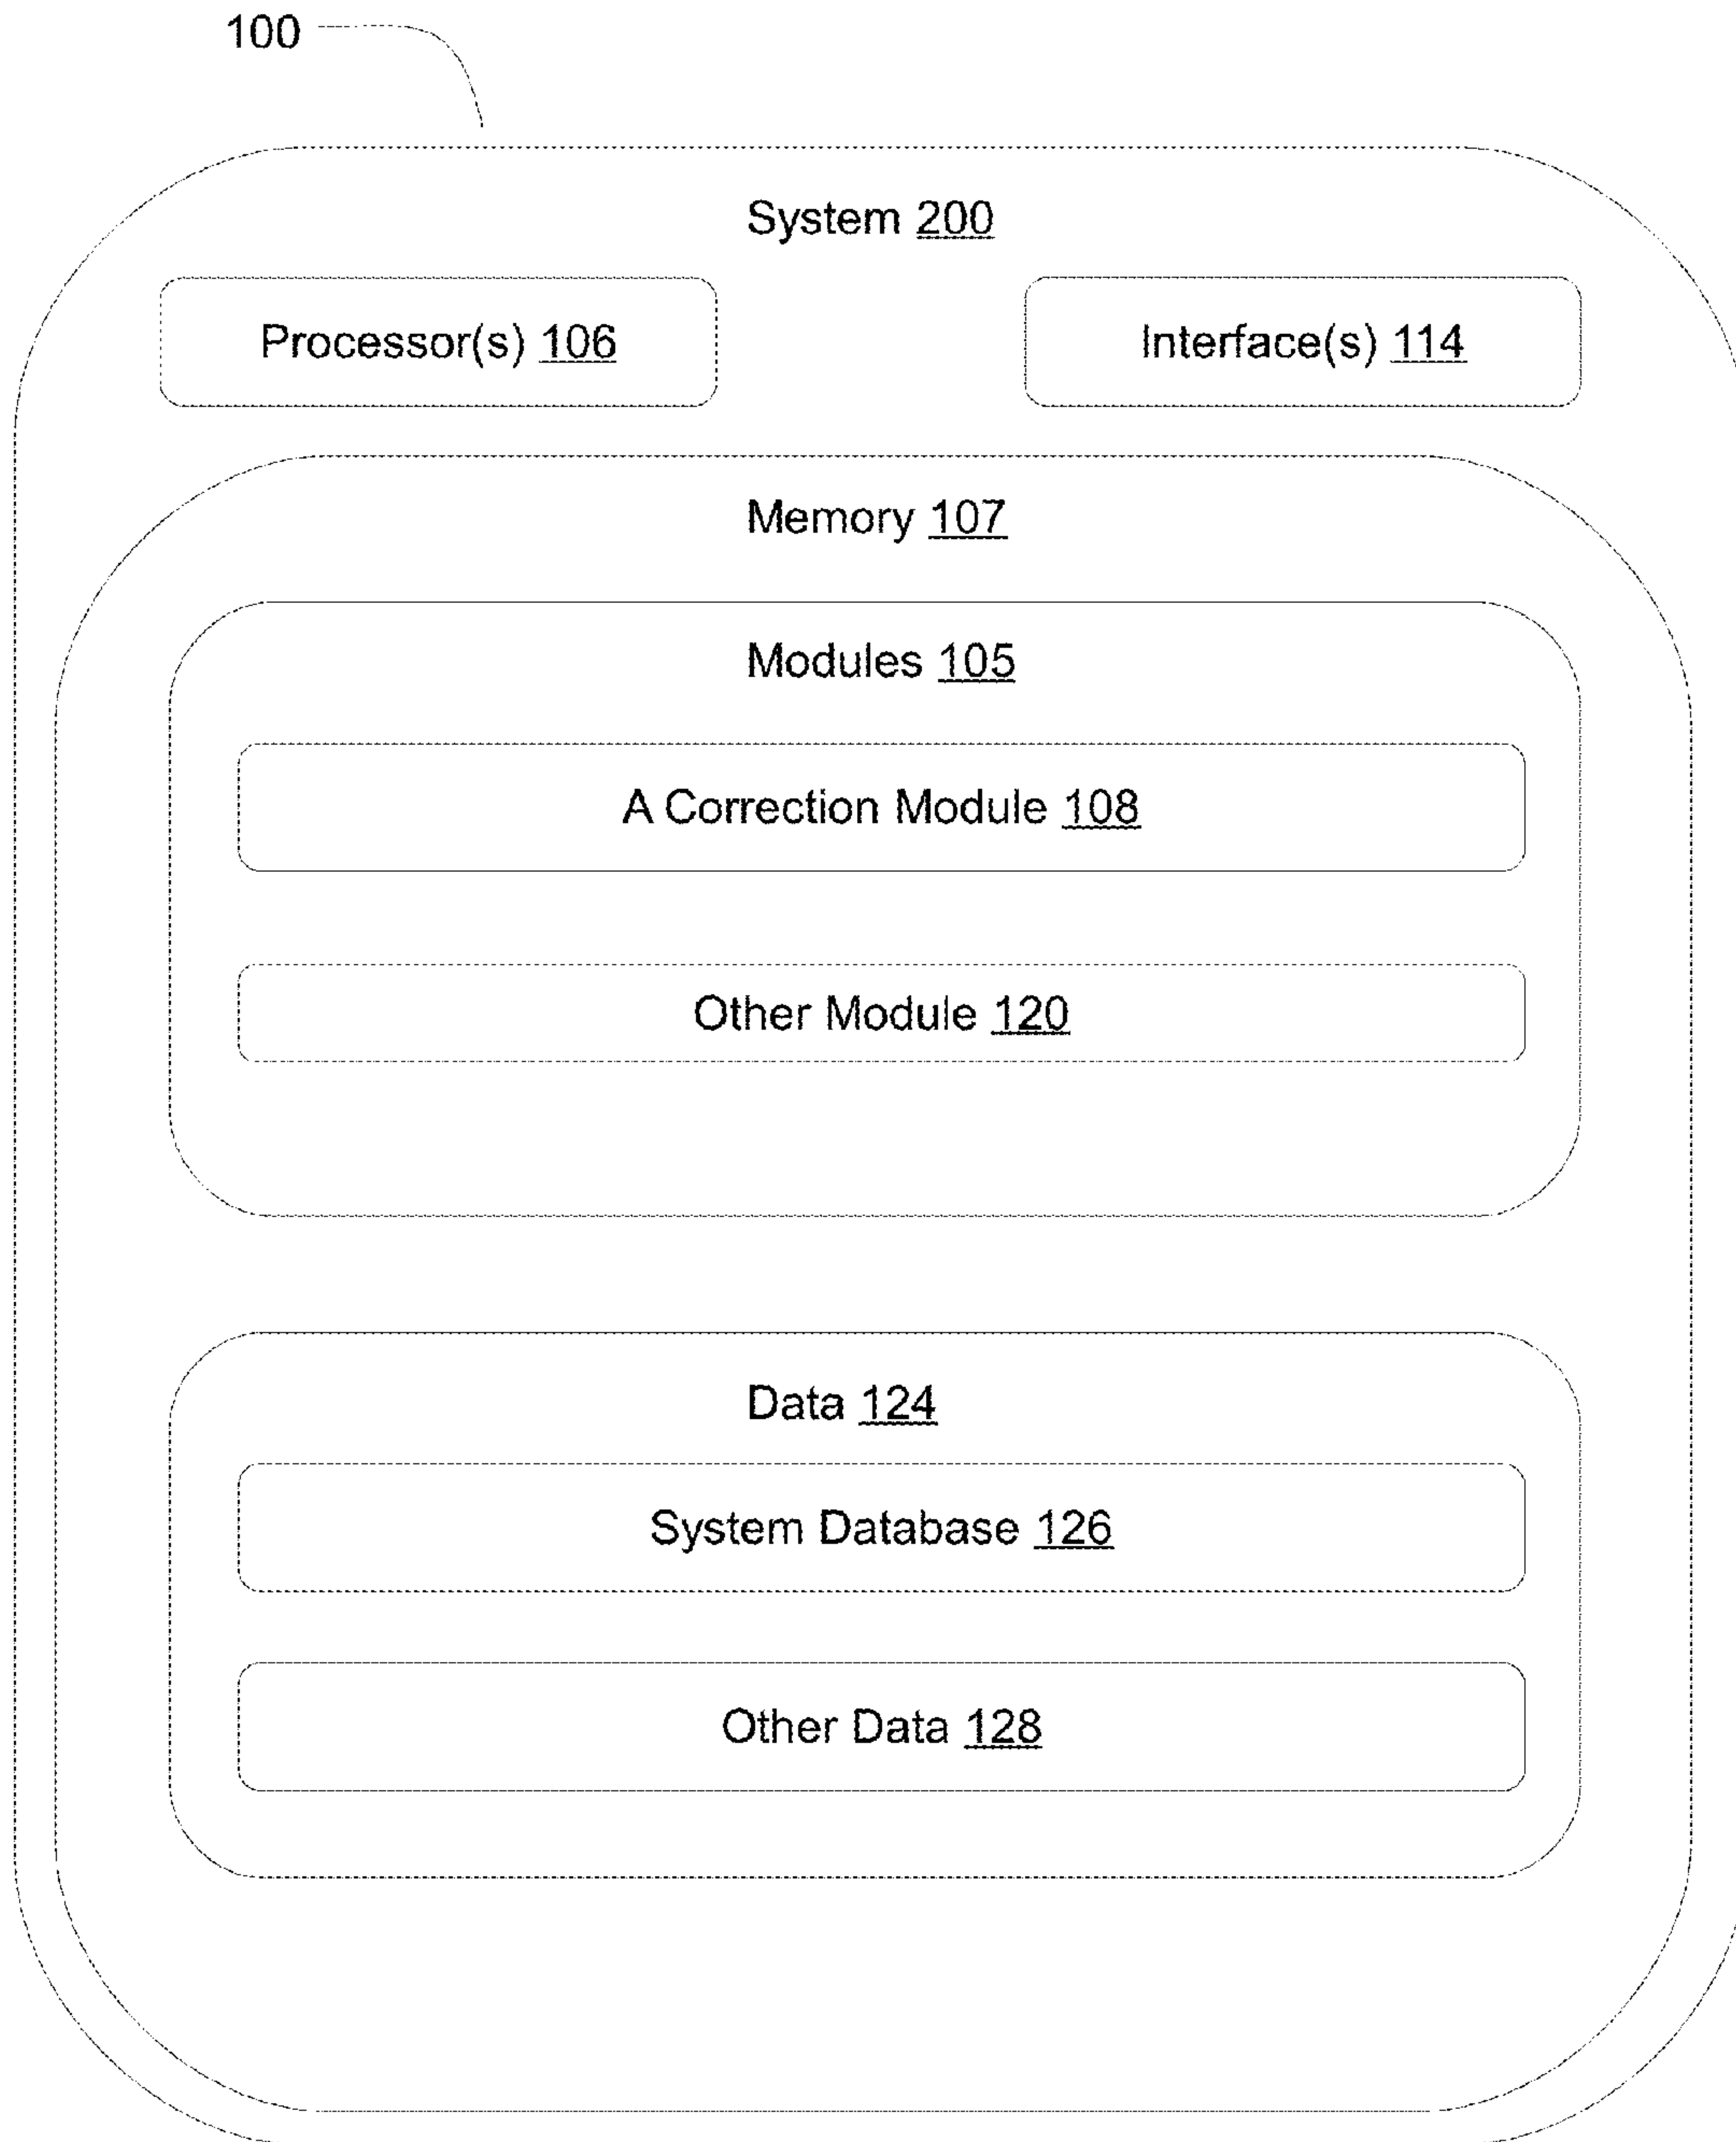 100
System 200
Processor(s) 106
Interface(s) 114
Memory 107
Modules 105
A Correction Module 108
Other Module 120
Data 124
System Database 126
Other Data 128